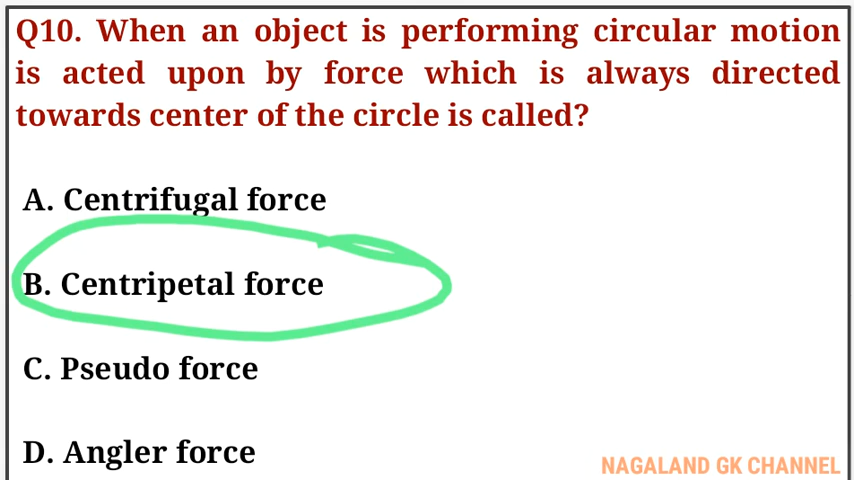 Q10. When an object is performing circular motion
is acted upon by force which is always directed
towards center of the circle is called?
A. Centrifugal force
B. Centripetal force
C. Pseudo force
D. Angler force
NAGALAND GK CHANNEL